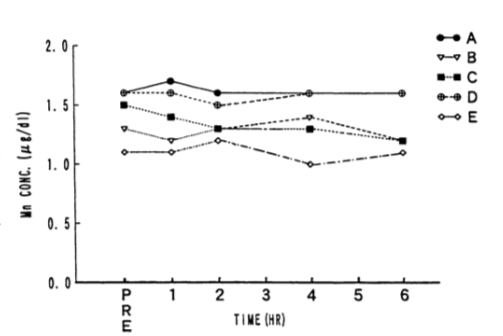 2.0
1.5
1.0
0.5
0.0
Mn CONC. (μg/dl)
PRE 1 2 3 4 5 6
TIME (HR)
A
B
C
D
E